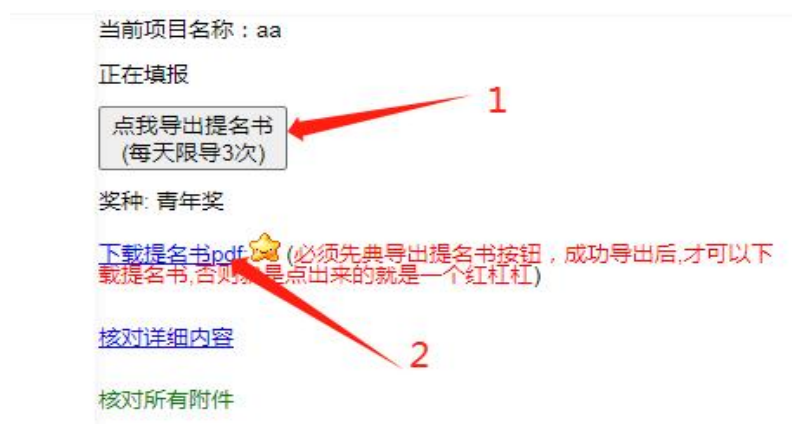 当前项目名称：aa
正在填报
1
点我导出提名书
(每天限导3次)
奖种: 青年奖
下载提名书pdf (必须先典导出提名书按钮，成功导出后,才可以下
载提名书,否则 是点出来的就是一个红杠杠)
核对详细内容
2
核对所有附件